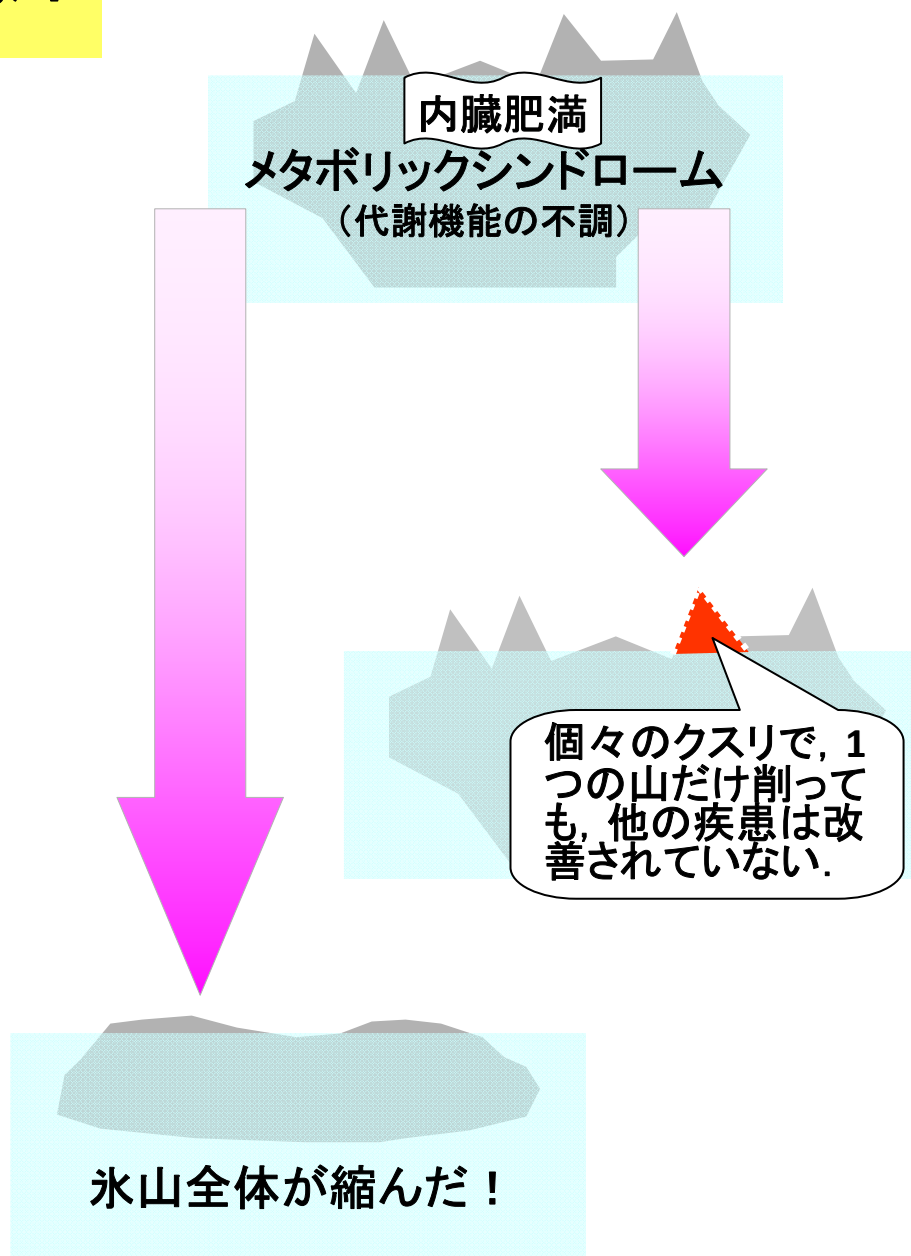 内臓肥満
メタボリックシンドローム
（代謝機能の不調）
個々のクスリで, 1
つの山だけ削って
も, 他の疾患は改
善されていない.
氷山全体が縮んだ！